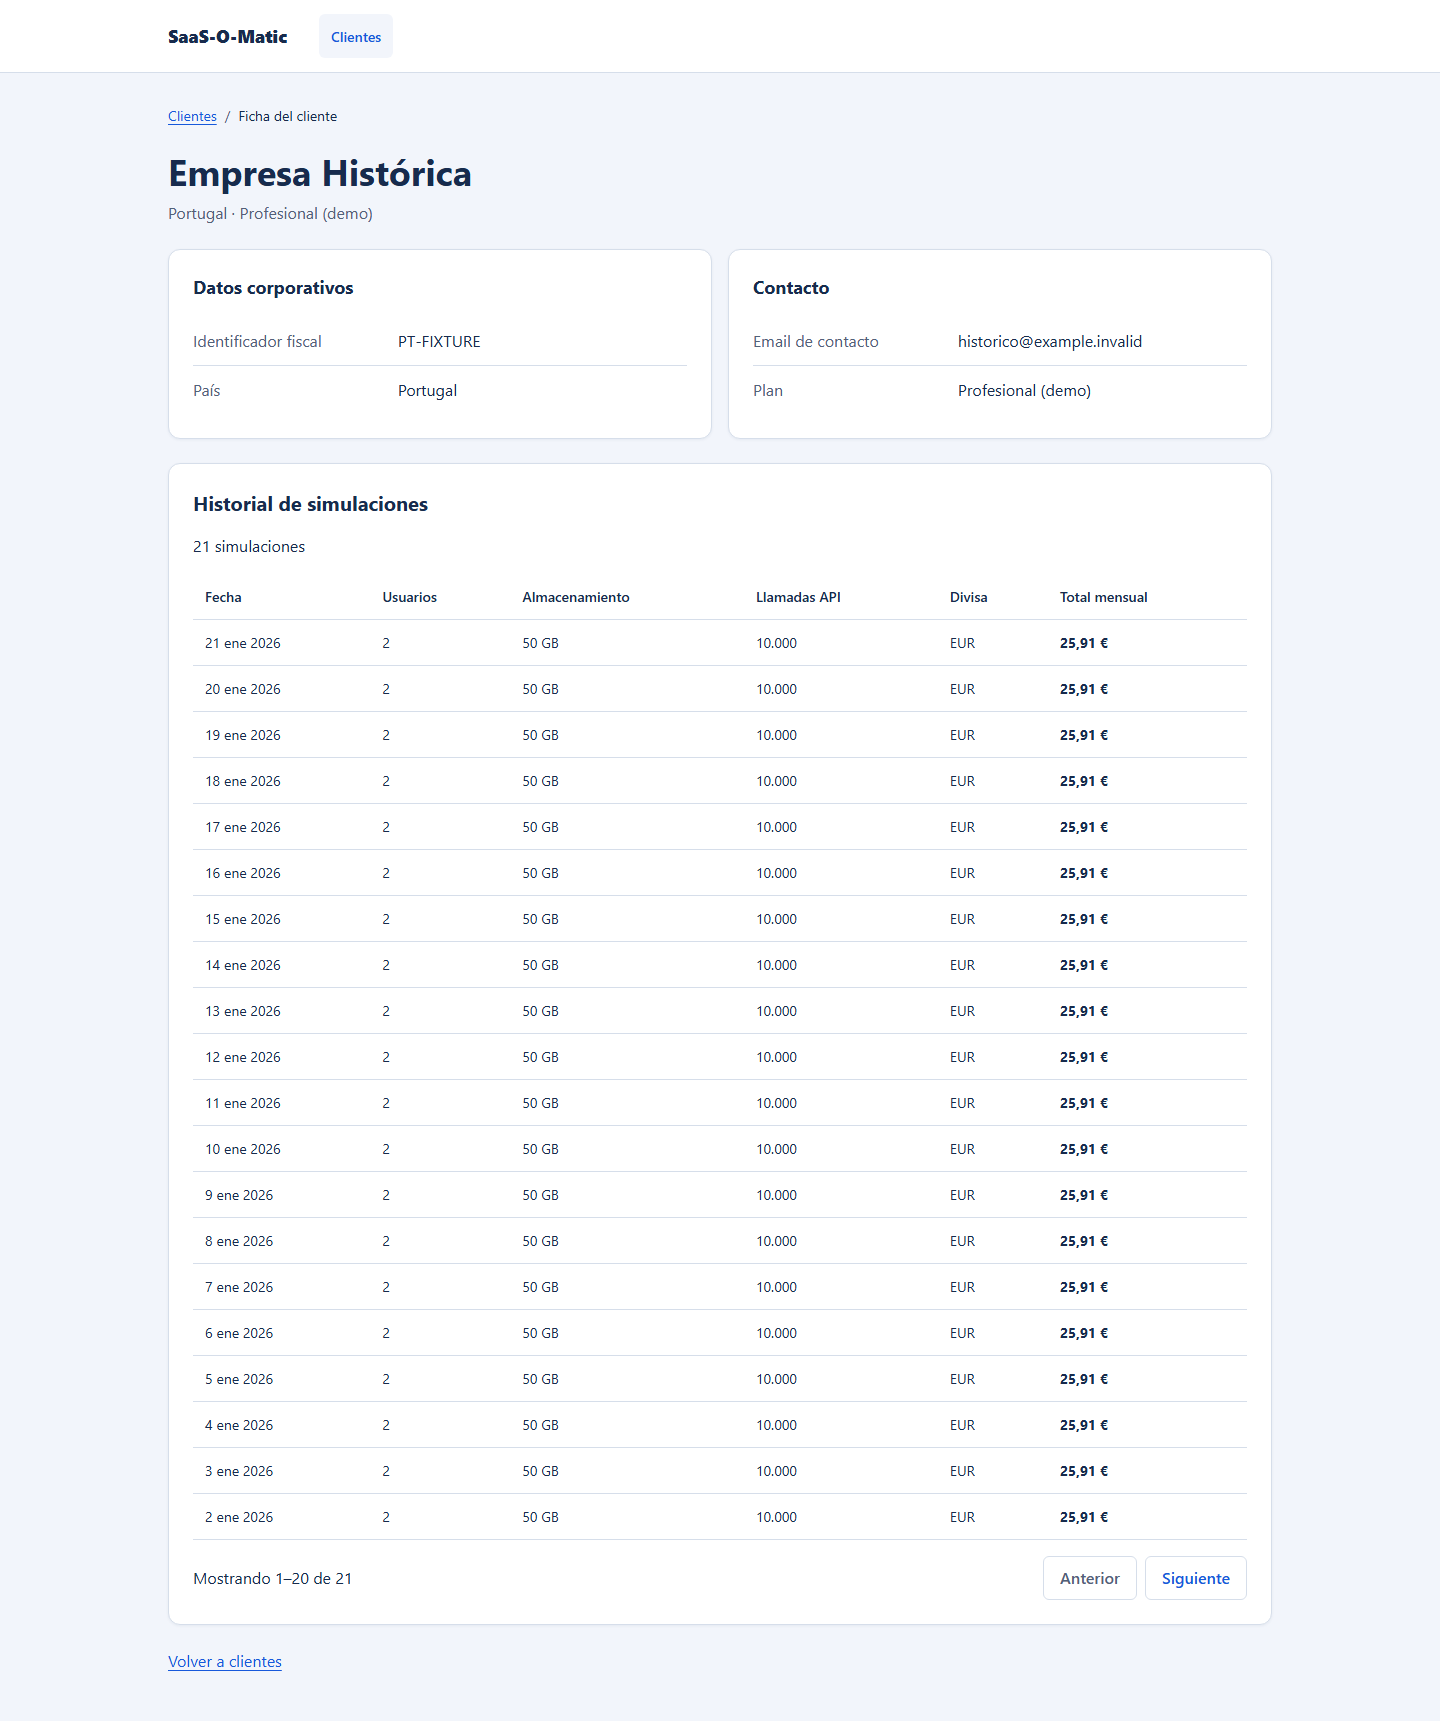 SaaS-O-Matic Clientes
Clientes / Ficha del cliente
Empresa Histórica
Portugal · Profesional (demo)
Datos corporativos
Identificador fiscal PT-FIXTURE
País Portugal
Contacto
Email de contacto historico@example.invalid
Plan Profesional (demo)
Historial de simulaciones
21 simulaciones
Fecha Usuarios Almacenamiento Llamadas API Divisa Total mensual
21 ene 2026 2 50 GB 10.000 EUR 25,91 €
20 ene 2026 2 50 GB 10.000 EUR 25,91 €
19 ene 2026 2 50 GB 10.000 EUR 25,91 €
18 ene 2026 2 50 GB 10.000 EUR 25,91 €
17 ene 2026 2 50 GB 10.000 EUR 25,91 €
16 ene 2026 2 50 GB 10.000 EUR 25,91 €
15 ene 2026 2 50 GB 10.000 EUR 25,91 €
14 ene 2026 2 50 GB 10.000 EUR 25,91 €
13 ene 2026 2 50 GB 10.000 EUR 25,91 €
12 ene 2026 2 50 GB 10.000 EUR 25,91 €
11 ene 2026 2 50 GB 10.000 EUR 25,91 €
10 ene 2026 2 50 GB 10.000 EUR 25,91 €
9 ene 2026 2 50 GB 10.000 EUR 25,91 €
8 ene 2026 2 50 GB 10.000 EUR 25,91 €
7 ene 2026 2 50 GB 10.000 EUR 25,91 €
6 ene 2026 2 50 GB 10.000 EUR 25,91 €
5 ene 2026 2 50 GB 10.000 EUR 25,91 €
4 ene 2026 2 50 GB 10.000 EUR 25,91 €
3 ene 2026 2 50 GB 10.000 EUR 25,91 €
2 ene 2026 2 50 GB 10.000 EUR 25,91 €
Mostrando 1–20 de 21 Anterior Siguiente
Volver a clientes